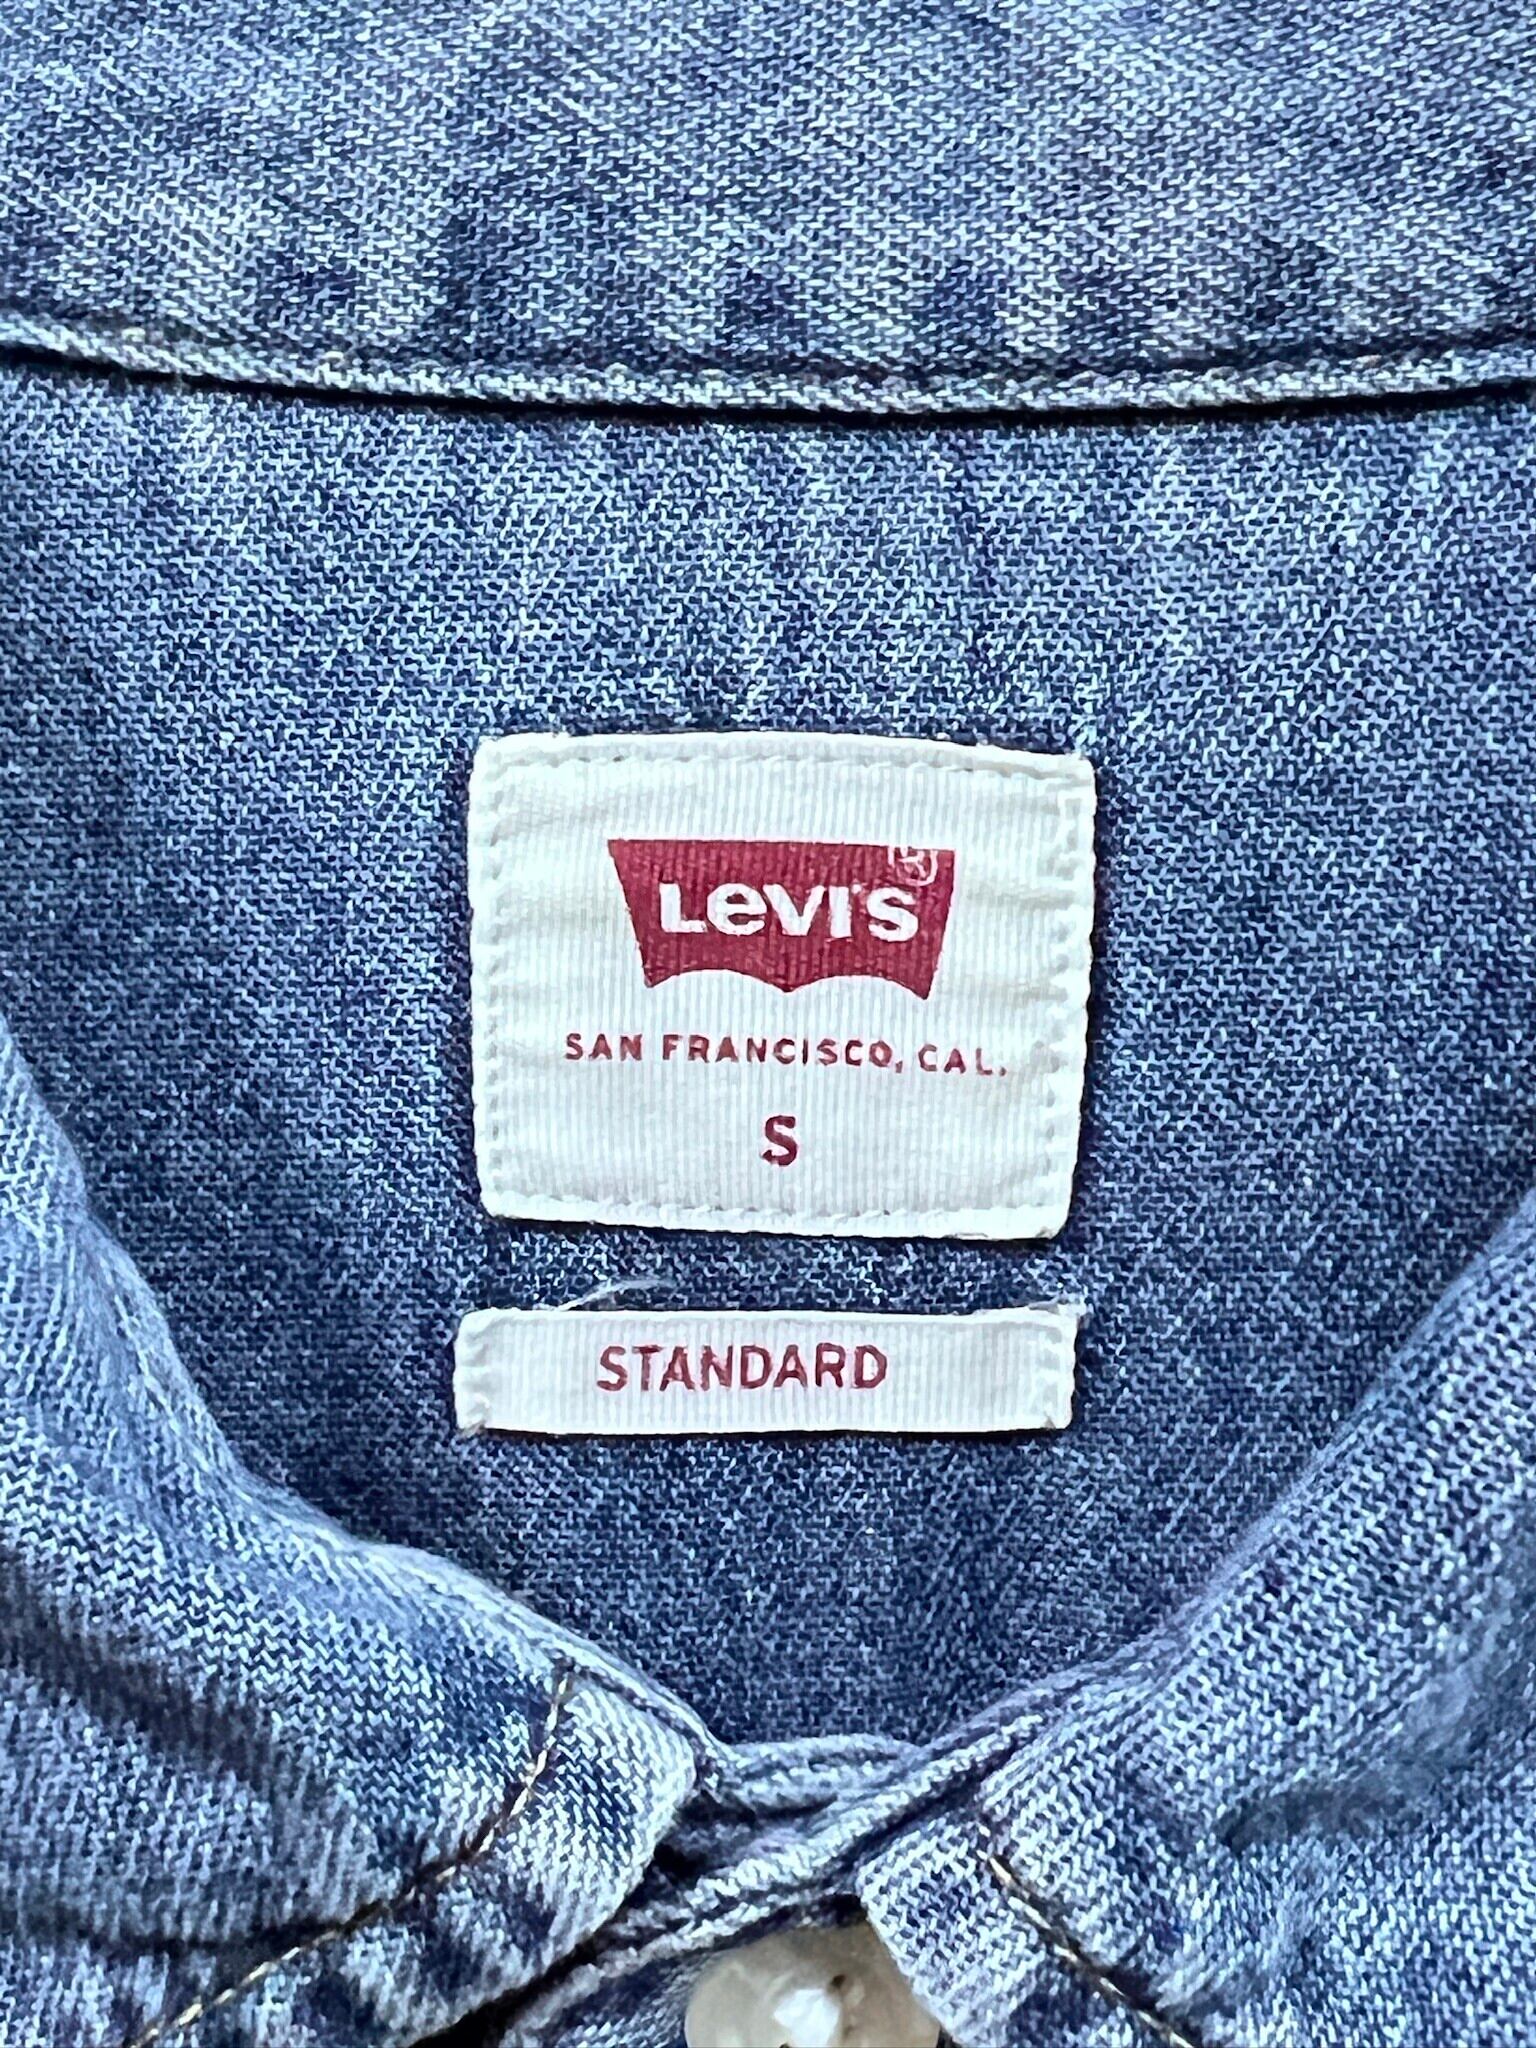 Levi's ®
SAN FRANCISCO, CAL.
S
STANDARD